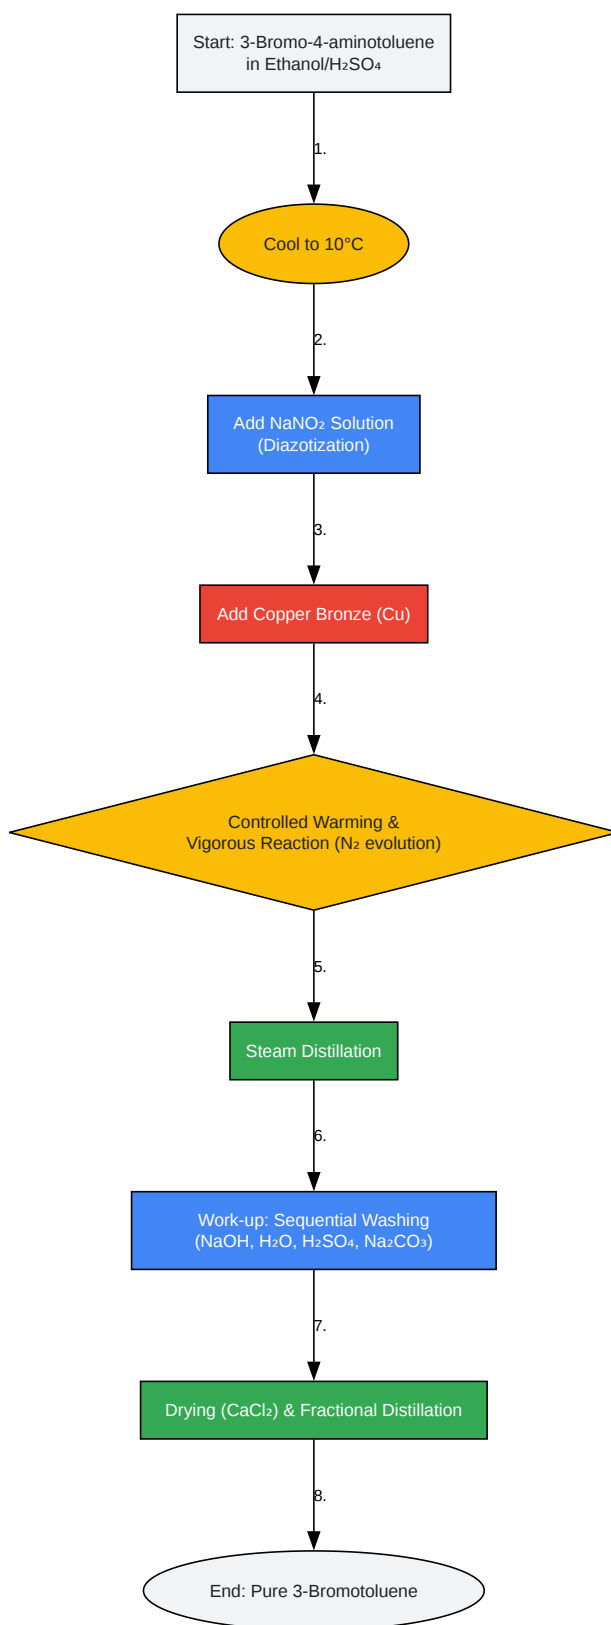 Start: 3-Bromo-4-aminotoluene
in Ethanol/H₂SO₄
1.
Cool to 10°C
2.
Add NaNO₂ Solution
(Diazotization)
3.
Add Copper Bronze (Cu)
4.
Controlled Warming &
Vigorous Reaction (N₂ evolution)
5.
Steam Distillation
6.
Work-up: Sequential Washing
(NaOH, H₂O, H₂SO₄, Na₂CO₃)
7.
Drying (CaCl₂) & Fractional Distillation
8.
End: Pure 3-Bromotoluene